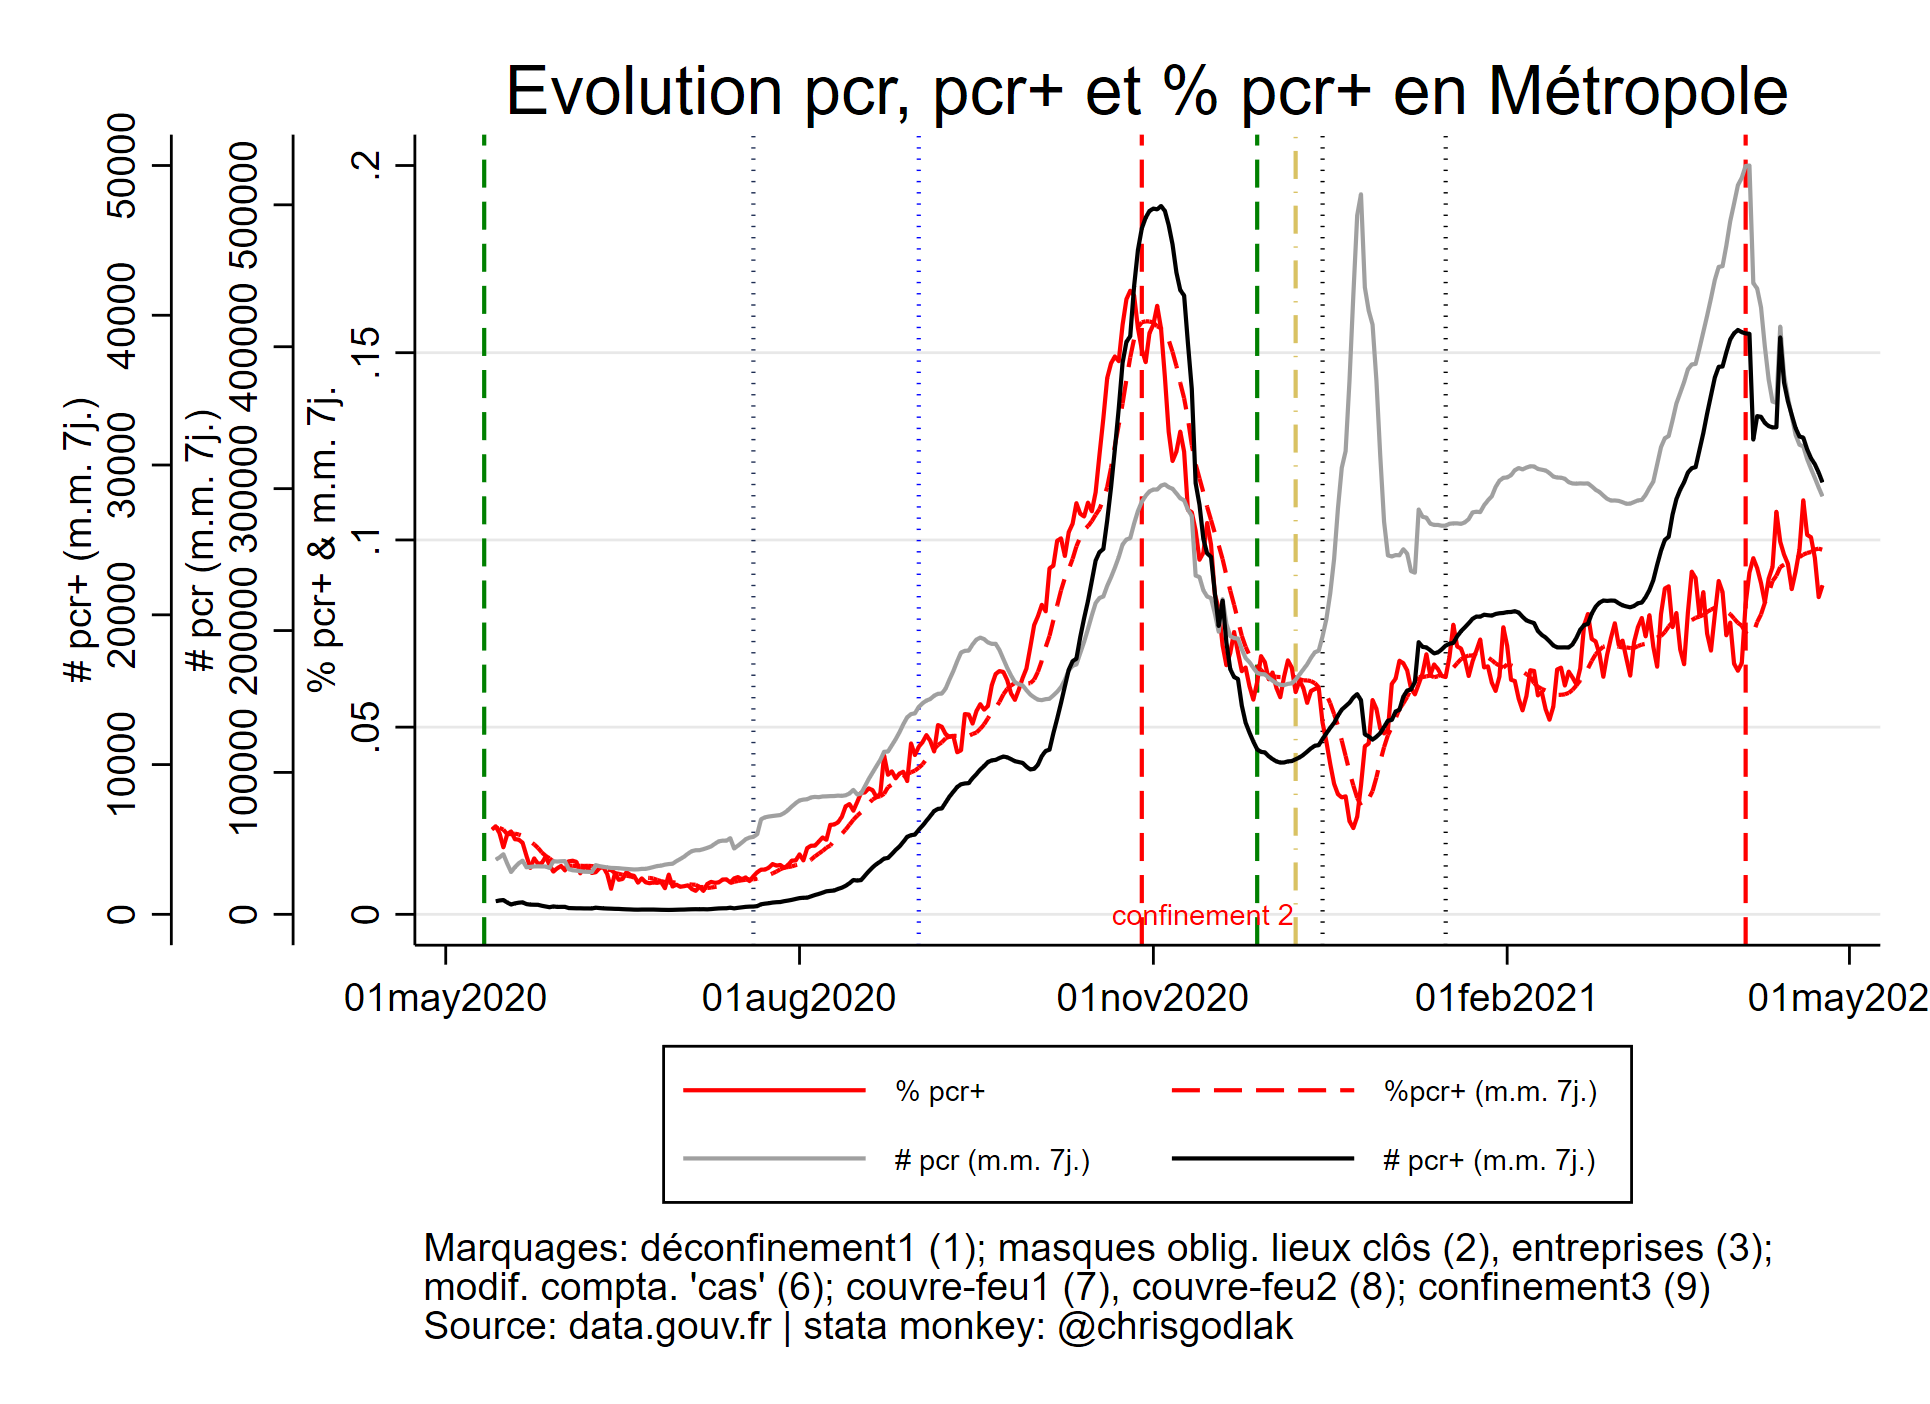 Evolution pcr, pcr+ et % pcr+ en Métropole
# pcr+ (m.m. 7j.)
0 10000 20000 30000 40000 50000
# pcr (m.m. 7j.)
0 100000 200000 300000 400000 500000
% pcr+ & m.m. 7j.
0 .05 .1 .15 .2
confinement 2
01may2020 01aug2020 01nov2020 01feb2021 01may202
% pcr+ %pcr+ (m.m. 7j.)
# pcr (m.m. 7j.) # pcr+ (m.m. 7j.)
Marquages: déconfinement1 (1); masques oblig. lieux clôs (2), entreprises (3);
modif. compta. 'cas' (6); couvre-feu1 (7), couvre-feu2 (8); confinement3 (9)
Source: data.gouv.fr | stata monkey: @chrisgodlak